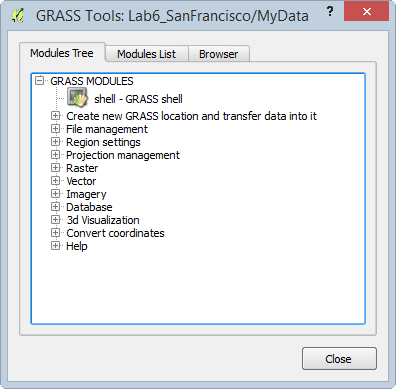 GRASS Tools: Lab6_SanFrancisco/MyData
Modules Tree Modules List Browser
GRASS MODULES
shell - GRASS shell
Create new GRASS location and transfer data into it
File management
Region settings
Projection management
Raster
Vector
Imagery
Database
3d Visualization
Convert coordinates
Help
Close